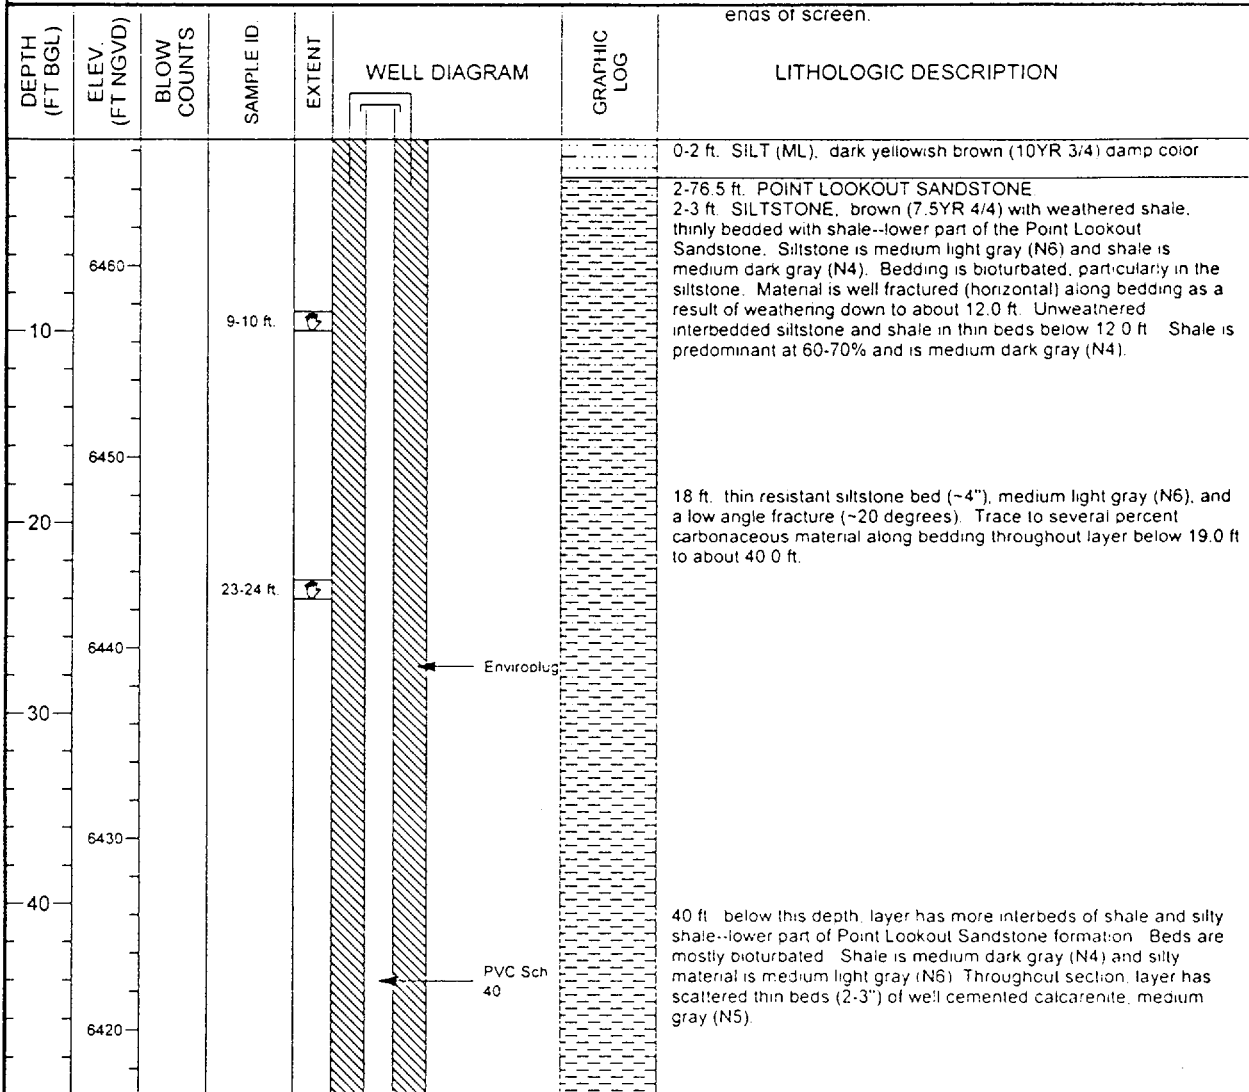 ends of screen.
DEPTH
(FT BGL)
ELEV.
(FT NGVD)
BLOW
COUNTS
SAMPLE ID.
EXTENT
WELL DIAGRAM
GRAPHIC
LOG
LITHOLOGIC DESCRIPTION
0-2 ft. SILT (ML), dark yellowish brown (10YR 3/4) damp color
2-76.5 ft. POINT LOOKOUT SANDSTONE
2-3 ft. SILTSTONE, brown (7.5YR 4/4) with weathered shale,
thinly bedded with shale--lower part of the Point Lookout
Sandstone. Siltstone is medium light gray (N6) and shale is
medium dark gray (N4). Bedding is bioturbated, particularly in the
siltstone. Material is well fractured (horizontal) along bedding as a
result of weathering down to about 12.0 ft. Unweathered
interbedded siltstone and shale in thin beds below 12 0 ft Shale is
predominant at 60-70% and is medium dark gray (N4).
6460
9-10 ft.
10
6450
18 ft. thin resistant siltstone bed (~4"), medium light gray (N6), and
a low angle fracture (~20 degrees). Trace to several percent
carbonaceous material along bedding throughout layer below 19.0 ft
to about 40 0 ft.
20
23-24 ft.
6440
Enviroplug
30
6430
40
40 ft below this depth, layer has more interbeds of shale and silty
shale--lower part of Point Lookout Sandstone formation Beds are
mostly bioturbated Shale is medium dark gray (N4) and silty
material is medium light gray (N6) Throughout section, layer has
scattered thin beds (2-3") of well cemented calcarenite, medium
gray (N5).
PVC Sch
40
6420